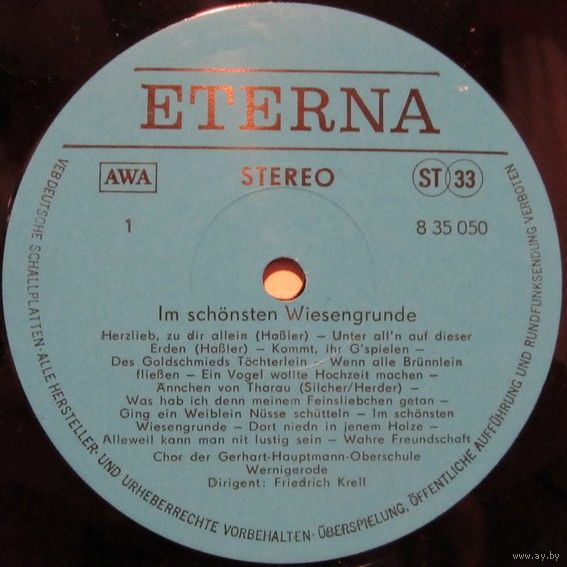 ETERNA
AWA
STEREO
ST 33
1
8 35 050
Im schönsten Wiesengrunde
Herzlieb, zu dir allein (Haßler) – Unter all'n auf dieser
Erden (Haßler) – Kommt, ihr G'spielen –
Des Goldschmieds Töchterlein – Wenn alle Brünnlein
fließen – Ein Vogel wollte Hochzeit machen –
Ännchen von Tharau (Silcher/Herder) –
Was hab ich denn meinem Feinsliebchen getan –
Ging ein Weiblein Nüsse schütteln – Im schönsten
Wiesengrunde – Dort niedn in jenem Holze –
Alleweil kann man nit lustig sein – Wahre Freundschaft
Chor der Gerhart-Hauptmann-Oberschule
Wernigerode
Dirigent: Friedrich Krell
VEB DEUTSCHE SCHALLPLATTEN · ALLE HERSTELLER- UND URHEBERRECHTE VORBEHALTEN · ÜBERSPIELUNG, ÖFFENTLICHE AUFFÜHRUNG UND RUNDFUNKSENDUNG VERBOTEN
www.ay.by